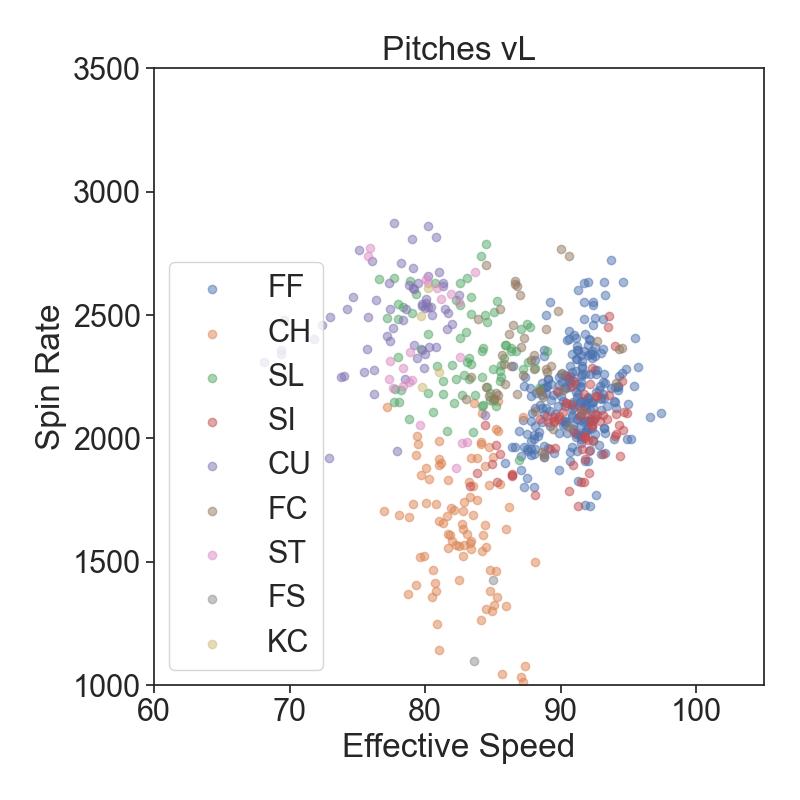 Pitches vL
3500
3000
2500
2000
1500
1000
Spin Rate
FF
CH
SL
SI
CU
FC
ST
FS
KC
60 70 80 90 100
Effective Speed